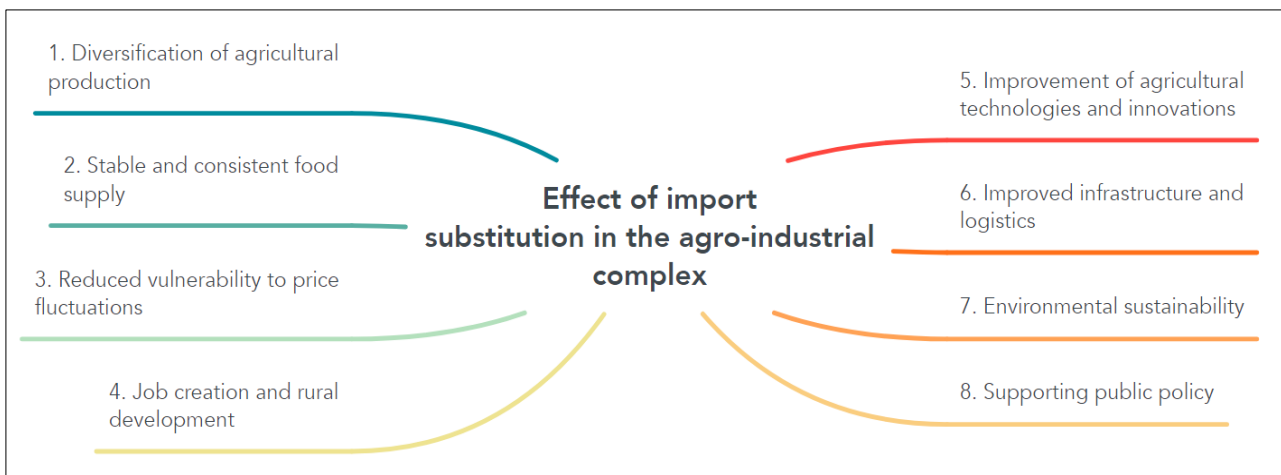 1. Diversification of agricultural
production
2. Stable and consistent food
supply
3. Reduced vulnerability to price
fluctuations
4. Job creation and rural
development
Effect of import
substitution in the agro-industrial
complex
5. Improvement of agricultural
technologies and innovations
6. Improved infrastructure and
logistics
7. Environmental sustainability
8. Supporting public policy